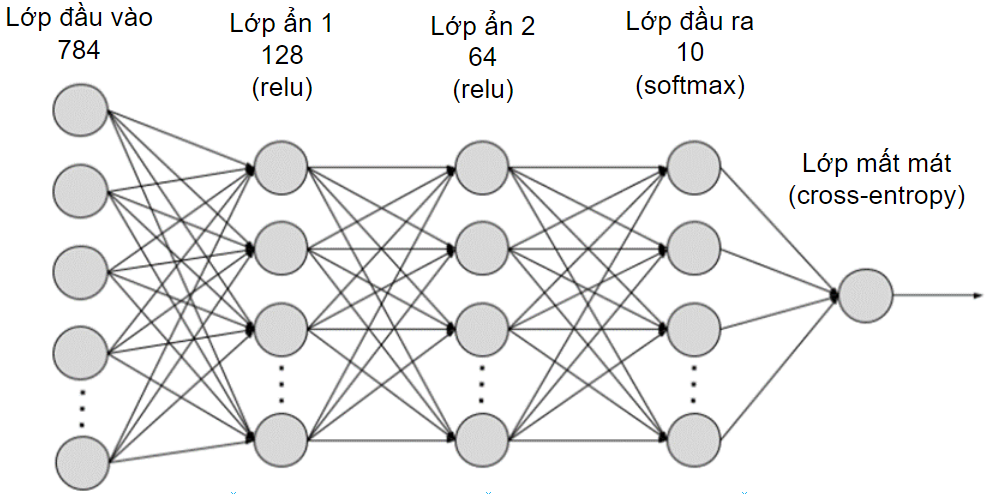 Lớp đầu vào
784
Lớp ẩn 1
128
(relu)
Lớp ẩn 2
64
(relu)
Lớp đầu ra
10
(softmax)
Lớp mất mát
(cross-entropy)